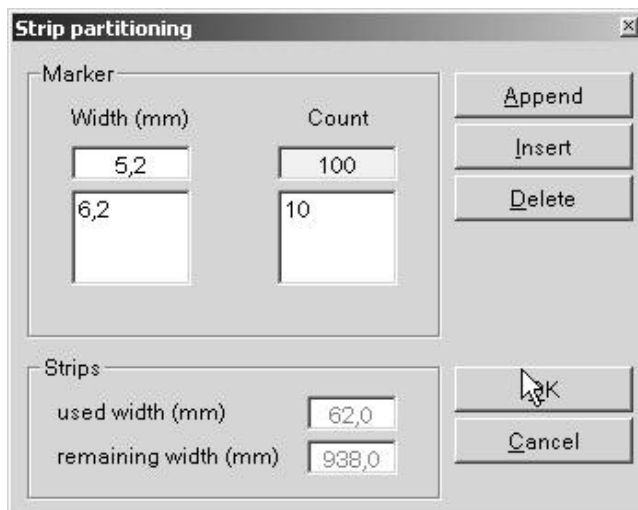 Strip partitioning
Marker
Width (mm) Count
5,2 100
6,2 10
Append
Insert
Delete
Strips
used width (mm) 62,0
remaining width (mm) 938,0
Cancel